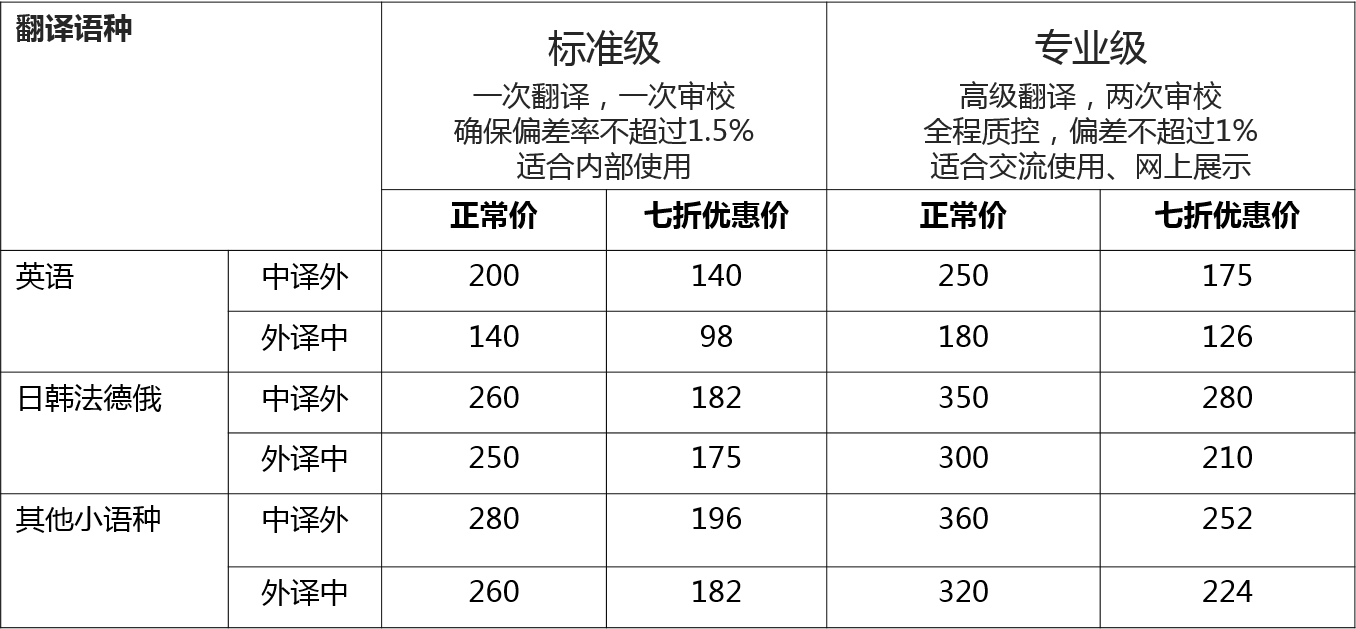 翻译语种
标准级
一次翻译，一次审校
确保偏差率不超过1.5%
适合内部使用
专业级
高级翻译，两次审校
全程质控，偏差不超过1%
适合交流使用、网上展示
正常价 七折优惠价 正常价 七折优惠价
英语 中译外 200 140 250 175
外译中 140 98 180 126
日韩法德俄 中译外 260 182 350 280
外译中 250 175 300 210
其他小语种 中译外 280 196 360 252
外译中 260 182 320 224